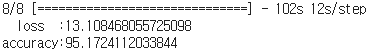 8/8 [==============================] - 102s 12s/step
loss :13.108468055725098
accuracy:95.1724112033844